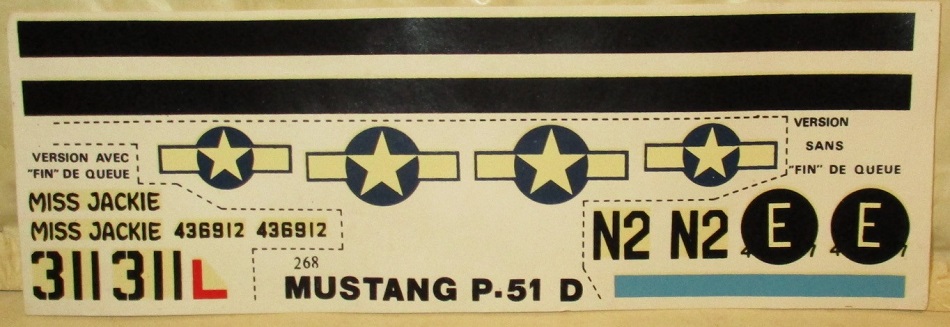 VERSION
SANS
"FIN" DE QUEUE
VERSION AVEC
"FIN" DE QUEUE
MISS JACKIE
MISS JACKIE 436912 436912
311 311 L
N2 N2 E E
268
MUSTANG P-51 D